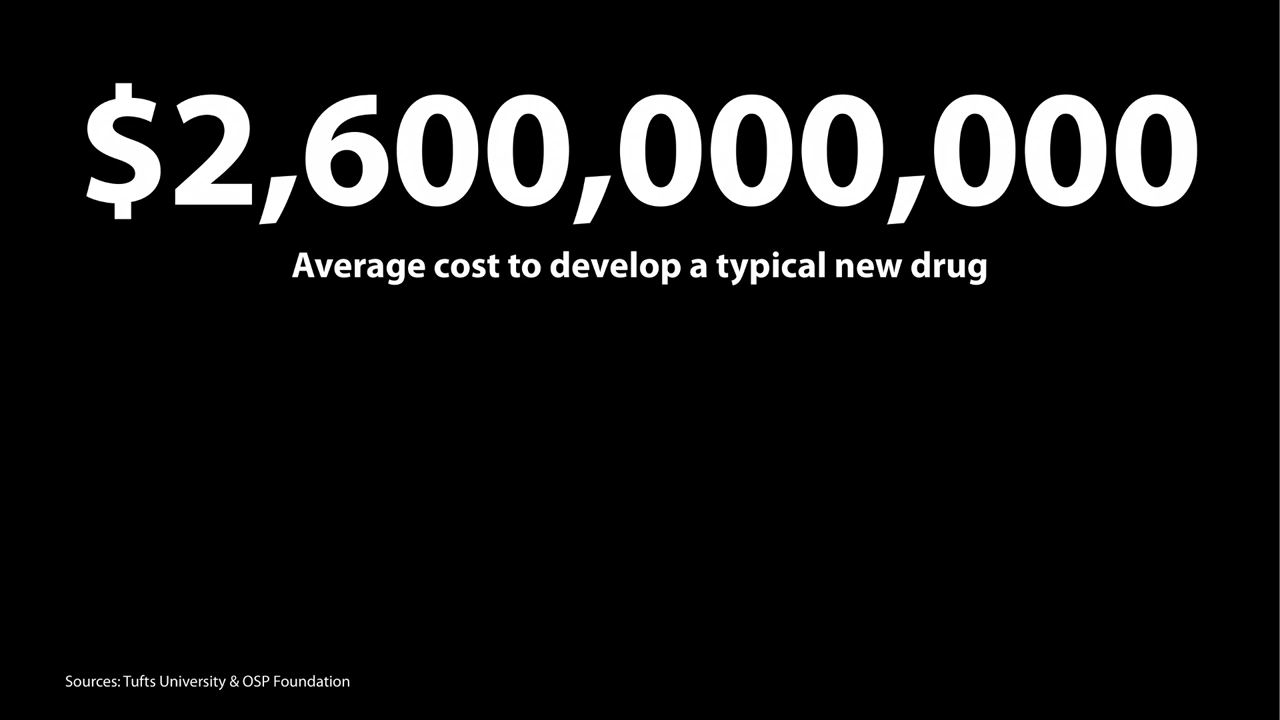 $2,600,000,000
Average cost to develop a typical new drug
Sources: Tufts University & OSP Foundation